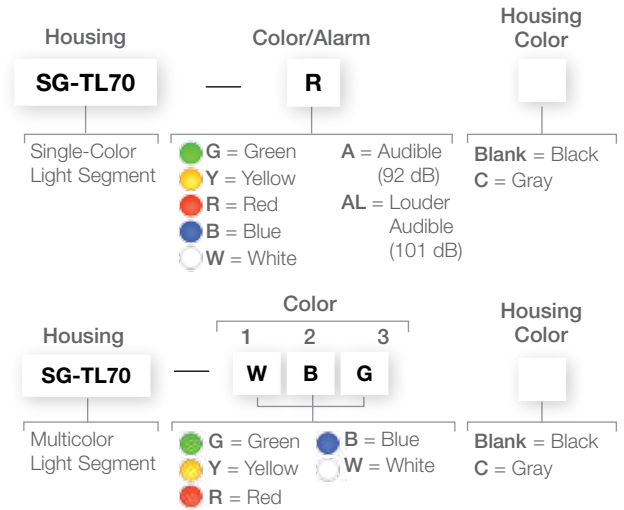 Housing
Color/Alarm
Housing
Color
SG-TL70
—
R
Single-Color
Light Segment
G = Green
Y = Yellow
R = Red
B = Blue
W = White
A = Audible
(92 dB)
AL = Louder
Audible
(101 dB)
Blank = Black
C = Gray
Housing
Color
1 2 3
Housing
Color
SG-TL70
—
W B G
Multicolor
Light Segment
G = Green
Y = Yellow
R = Red
B = Blue
W = White
Blank = Black
C = Gray